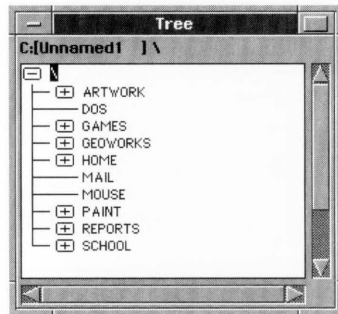 Tree
C:[Unnamed1 ] \
\
ARTWORK
DOS
GAMES
GEOWORKS
HOME
MAIL
MOUSE
PAINT
REPORTS
SCHOOL